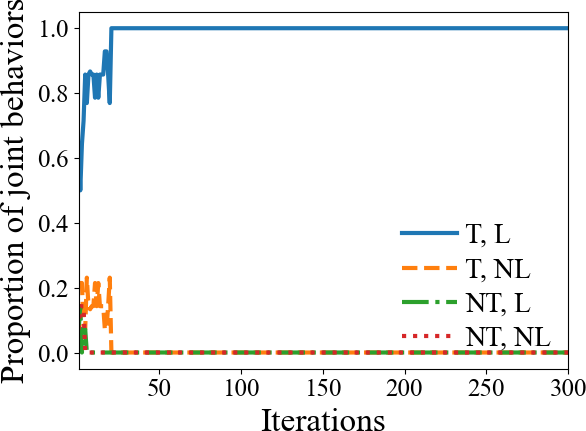 Proportion of joint behaviors
1.0
0.8
0.6
0.4
0.2
0.0
T, L
T, NL
NT, L
NT, NL
50 100 150 200 250 300
Iterations